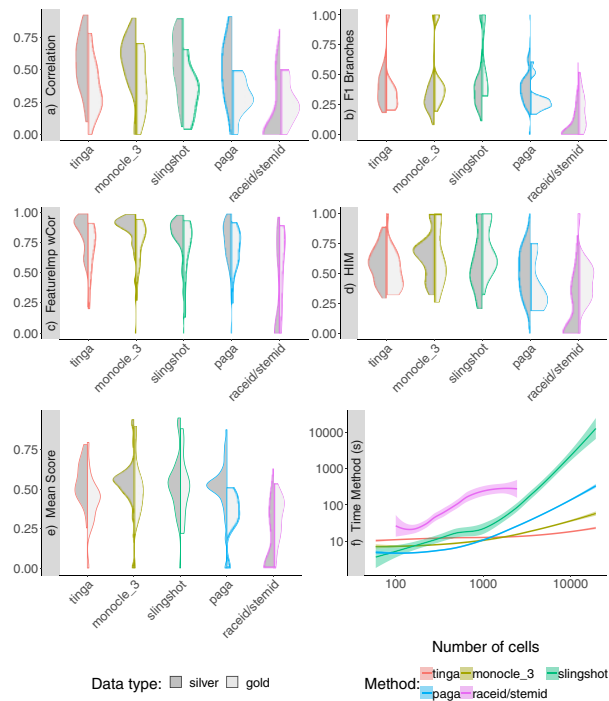 a) Correlation
0.75
0.50
0.25
0.00
tinga
monocle_3
slingshot
paga
raceid/stemid
b) F1 Branches
1.00
0.75
0.50
0.25
0.00
tinga
monocle_3
slingshot
paga
raceid/stemid
c) FeatureImp wCor
1.00
0.75
0.50
0.25
0.00
tinga
monocle_3
slingshot
paga
raceid/stemid
d) HIM
1.00
0.75
0.50
0.25
0.00
tinga
monocle_3
slingshot
paga
raceid/stemid
e) Mean Score
0.75
0.50
0.25
0.00
tinga
monocle_3
slingshot
paga
raceid/stemid
f) Time Method (s)
10000
1000
100
10
100 1000 10000
Number of cells
Data type: silver gold
Method: tinga monocle_3 slingshot
paga raceid/stemid